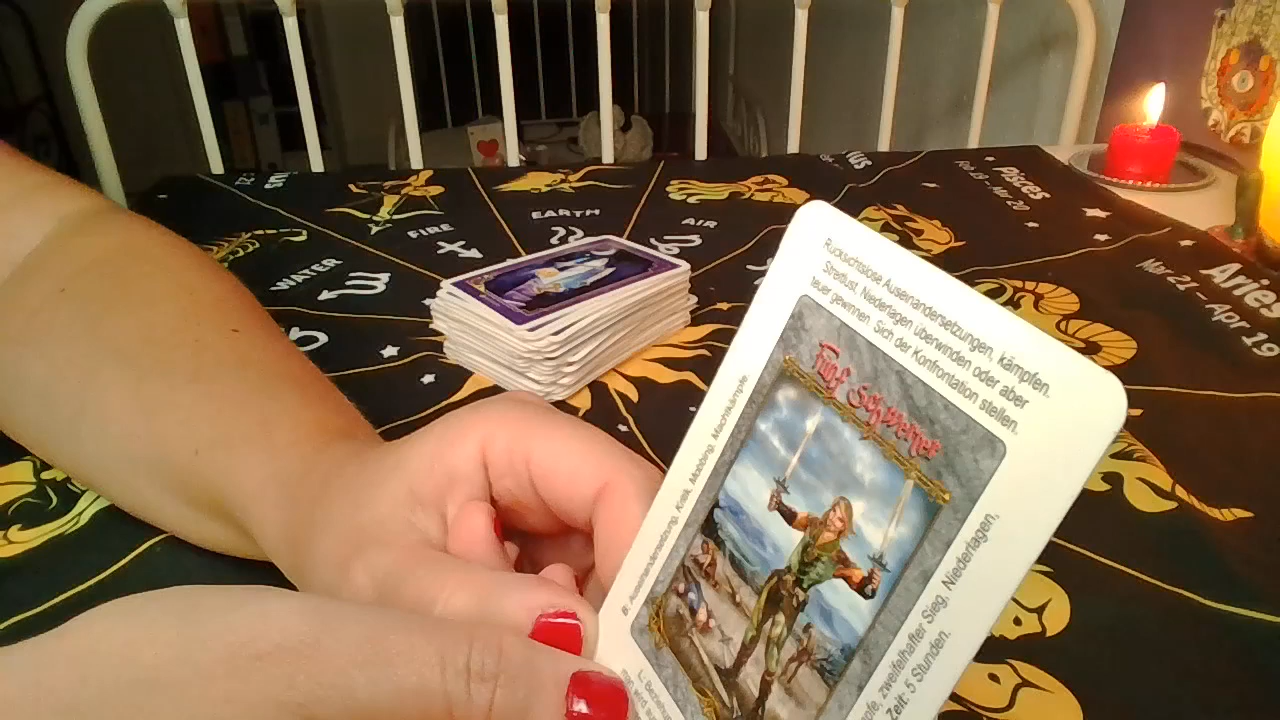 Rücksichtslose Auseinandersetzungen, kämpfen.
Streitlust, Niederlagen überwinden oder aber
teuer gewinnen. Sich der Konfrontation stellen.
Fünf Schwerter
B: Auseinandersetzung, Kritik, Mobbing, Machtkämpfe.
zweifelhafter Sieg, Niederlagen,
Zeit: 5 Stunden.
WATER
FIRE
EARTH
AIR
Pisces
Feb 19 - Mar 20
Aries
Mar 21 - Apr 19